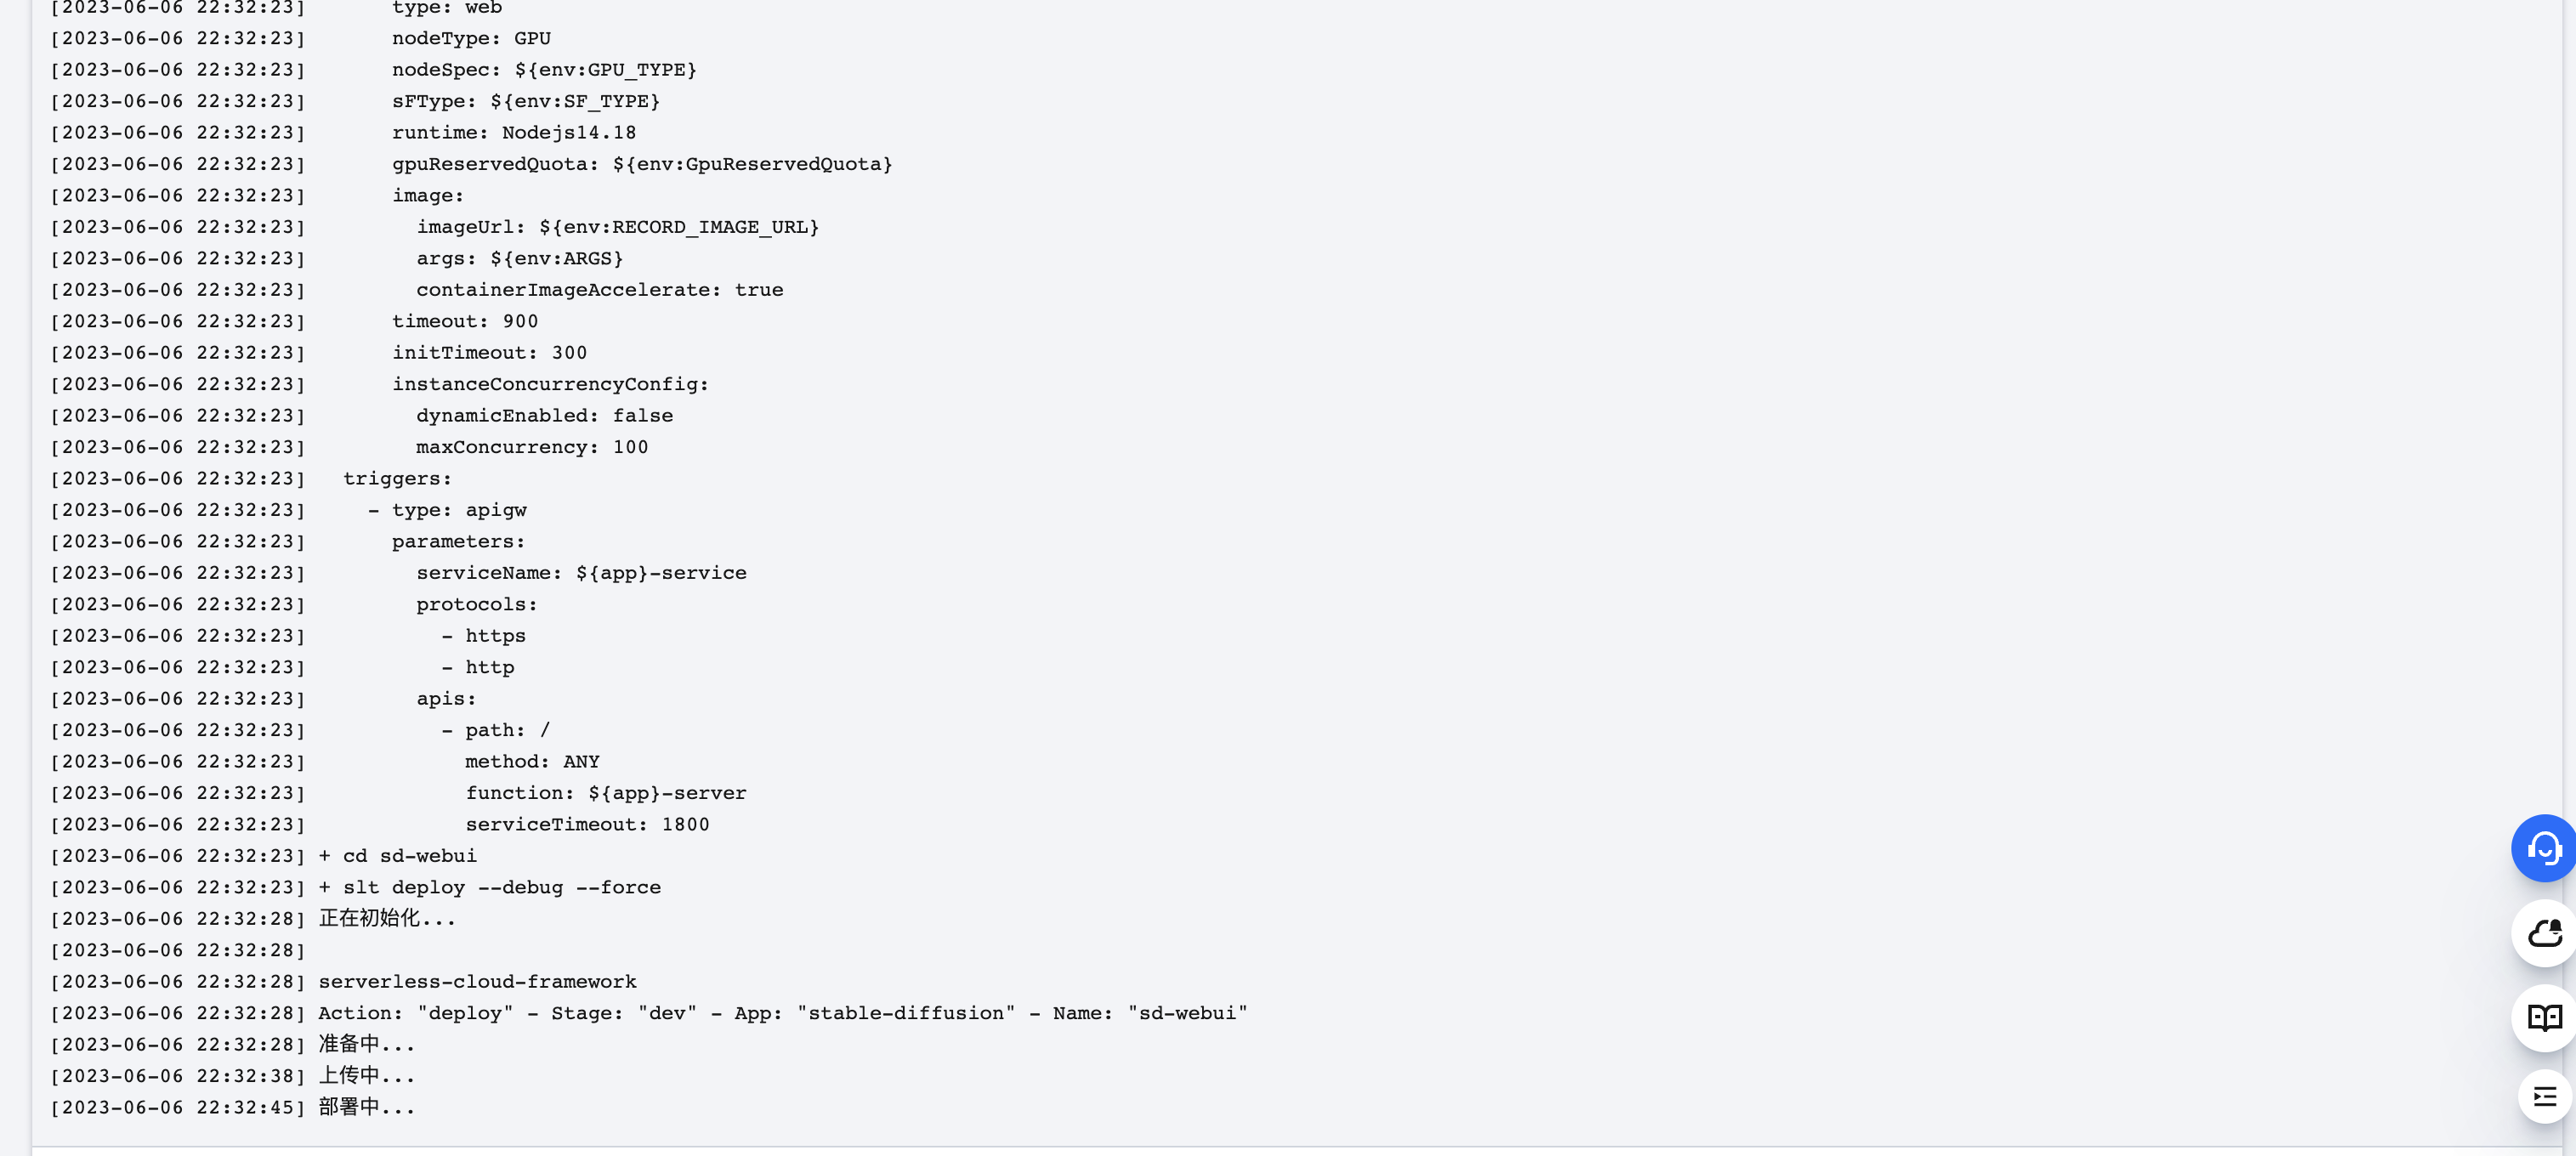 [2023-06-06 22:32:23]       type: web
[2023-06-06 22:32:23]       nodeType: GPU
[2023-06-06 22:32:23]       nodeSpec: ${env:GPU_TYPE}
[2023-06-06 22:32:23]       sFType: ${env:SF_TYPE}
[2023-06-06 22:32:23]       runtime: Nodejs14.18
[2023-06-06 22:32:23]       gpuReservedQuota: ${env:GpuReservedQuota}
[2023-06-06 22:32:23]       image:
[2023-06-06 22:32:23]         imageUrl: ${env:RECORD_IMAGE_URL}
[2023-06-06 22:32:23]         args: ${env:ARGS}
[2023-06-06 22:32:23]         containerImageAccelerate: true
[2023-06-06 22:32:23]       timeout: 900
[2023-06-06 22:32:23]       initTimeout: 300
[2023-06-06 22:32:23]       instanceConcurrencyConfig:
[2023-06-06 22:32:23]         dynamicEnabled: false
[2023-06-06 22:32:23]         maxConcurrency: 100
[2023-06-06 22:32:23]   triggers:
[2023-06-06 22:32:23]     - type: apigw
[2023-06-06 22:32:23]       parameters:
[2023-06-06 22:32:23]         serviceName: ${app}-service
[2023-06-06 22:32:23]         protocols:
[2023-06-06 22:32:23]           - https
[2023-06-06 22:32:23]           - http
[2023-06-06 22:32:23]         apis:
[2023-06-06 22:32:23]           - path: /
[2023-06-06 22:32:23]             method: ANY
[2023-06-06 22:32:23]             function: ${app}-server
[2023-06-06 22:32:23]             serviceTimeout: 1800
[2023-06-06 22:32:23] + cd sd-webui
[2023-06-06 22:32:23] + slt deploy --debug --force
[2023-06-06 22:32:28] 正在初始化...
[2023-06-06 22:32:28]
[2023-06-06 22:32:28] serverless-cloud-framework
[2023-06-06 22:32:28] Action: "deploy" - Stage: "dev" - App: "stable-diffusion" - Name: "sd-webui"
[2023-06-06 22:32:28] 准备中...
[2023-06-06 22:32:38] 上传中...
[2023-06-06 22:32:45] 部署中...